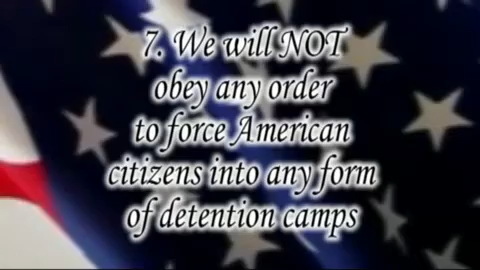 7. We will NOT
obey any order
to force American
citizens into any form
of detention camps